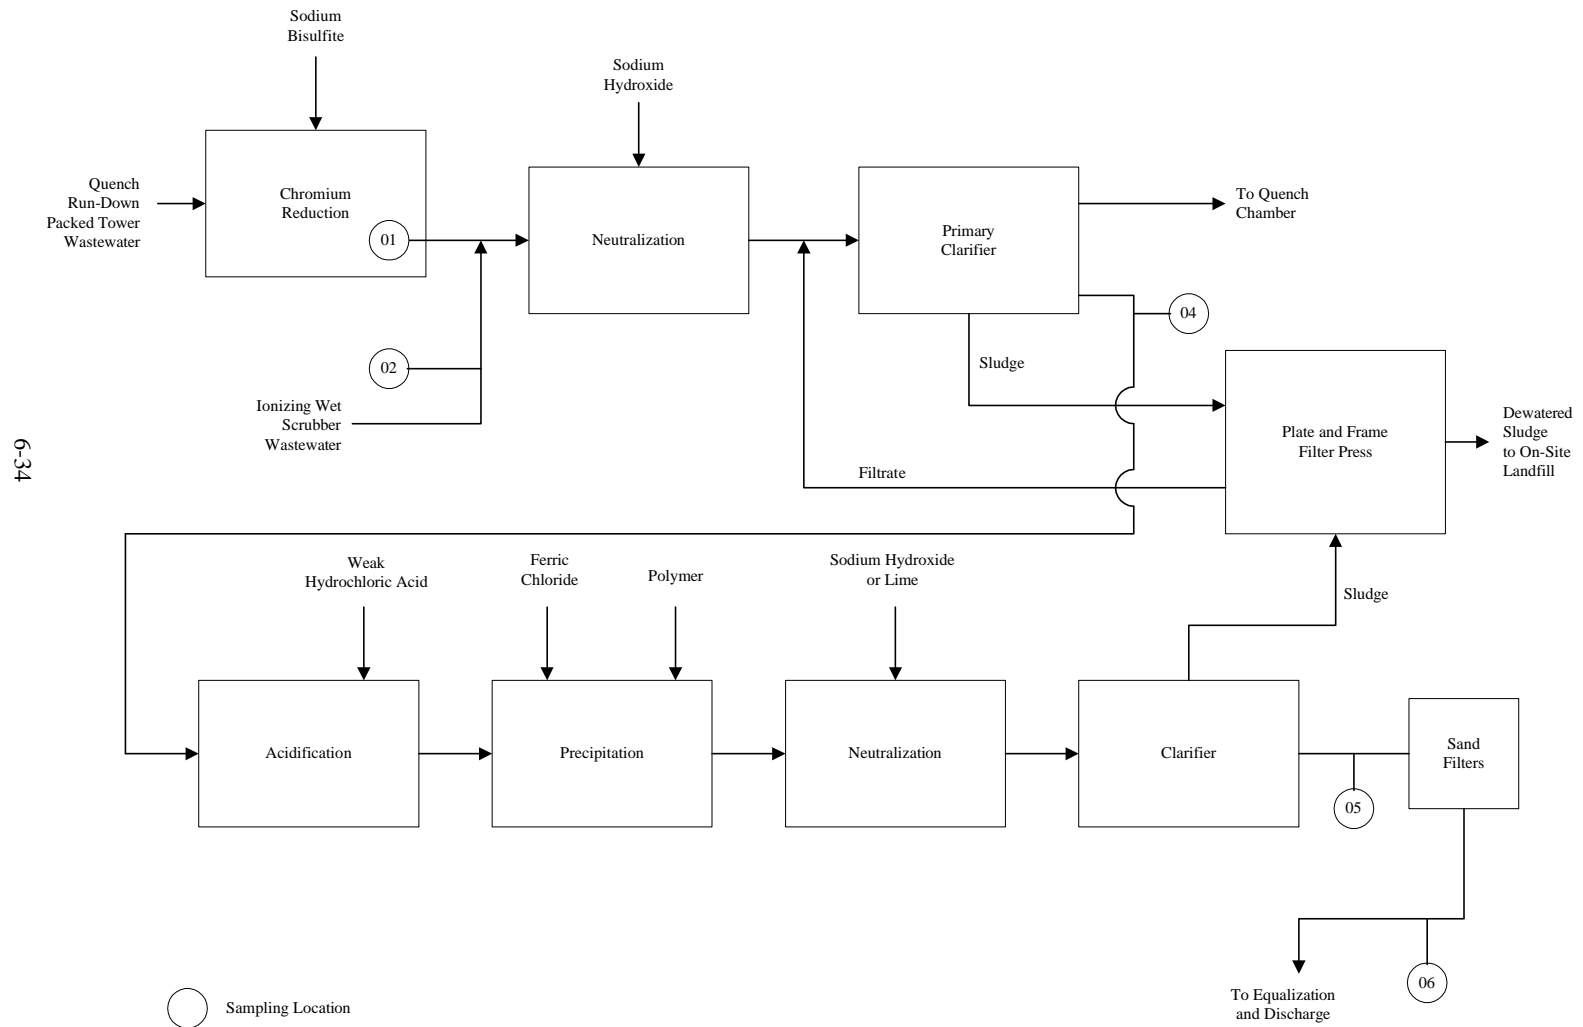 Sodium
Bisulfite
Sodium
Hydroxide
Quench
Run-Down
Packed Tower
Wastewater
Chromium
Reduction
01
Neutralization
Primary
Clarifier
To Quench
Chamber
04
02
Sludge
Ionizing Wet
Scrubber
Wastewater
Plate and Frame
Filter Press
Dewatered
Sludge
to On-Site
Landfill
Filtrate
6-34
Weak
Hydrochloric Acid
Ferric
Chloride
Polymer
Sodium Hydroxide
or Lime
Sludge
Acidification
Precipitation
Neutralization
Clarifier
Sand
Filters
05
06
To Equalization
and Discharge
Sampling Location